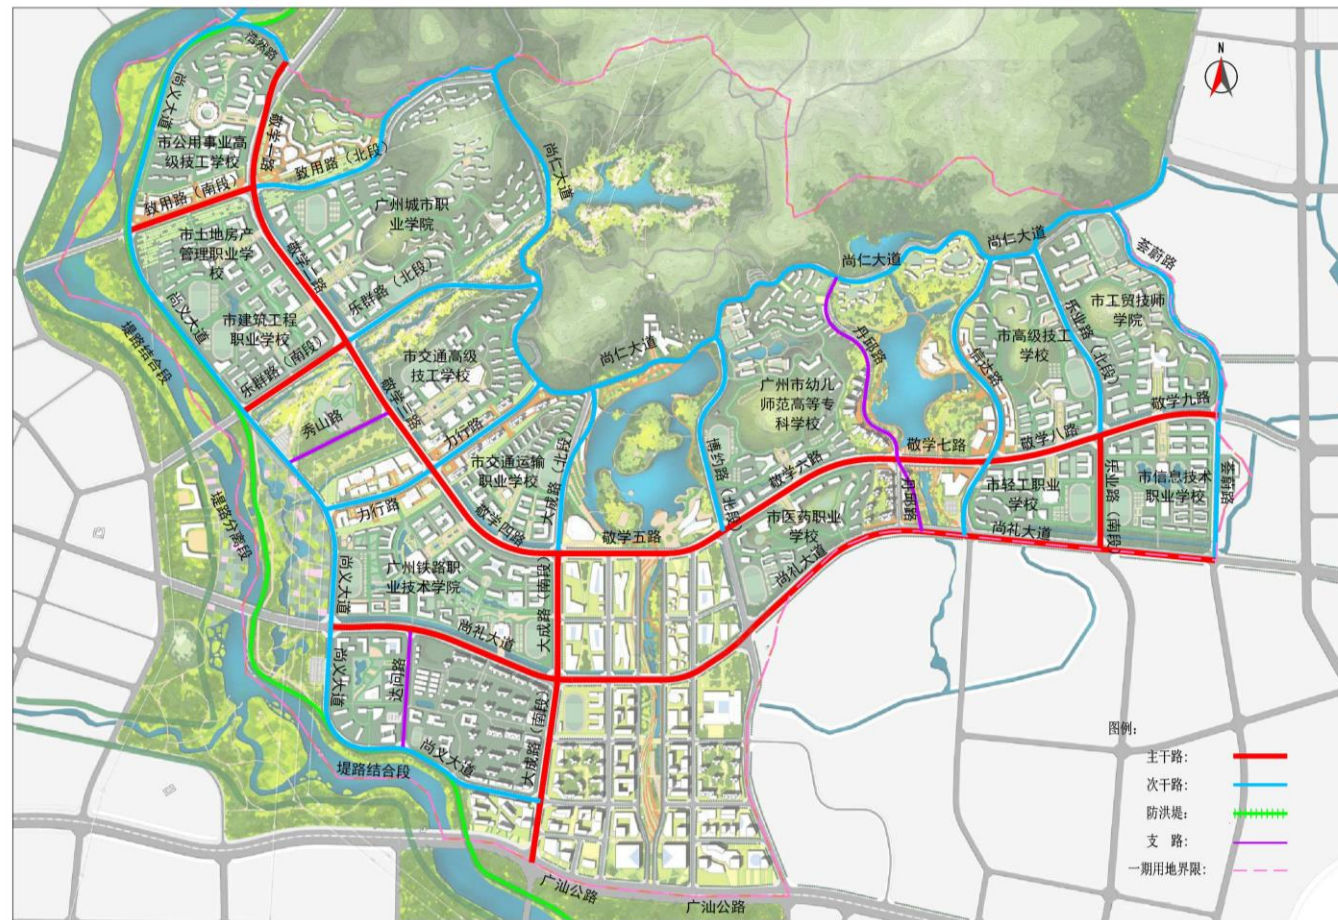 N
浩然路
尚义大道
市公用事业高
级技工学校
敬学一路
致用路（北段）
致用路（南段）
尚仁大道
广州城市职
业学院
市土地房产
管理职业学
校
敬学二路
乐群路（北段）
尚义大道
市建筑工程
职业学校
乐群路（南段）
堤路结合段
市交通高级
技工学校
敬学三路
秀山路
力行路
力行路
市交通运输
职业学校
大成路（北段）
敬学四路
堤路分离段
尚仁大道
尚仁大道
尚仁大道
荟蔚路
丹邱路
广州市幼儿
师范高等专
科学校
博约路（北段）
信达路
市高级技工
学校
乐业路（北段）
市工贸技师
学院
敬学九路
敬学八路
敬学七路
敬学六路
敬学五路
丹邱路
市轻工职业
学校
乐业路（南段）
市信息技术
职业学校
荟蔚路
市医药职业
学校
尚礼大道
尚礼大道
广州铁路职
业技术学院
尚义大道
大成路（南段）
尚礼大道
尚义大道
达问路
尚义大道
大成路（南段）
堤路结合段
广汕公路
广汕公路
图例：
主干路：
次干路：
防洪堤：
支 路：
一期用地界限：